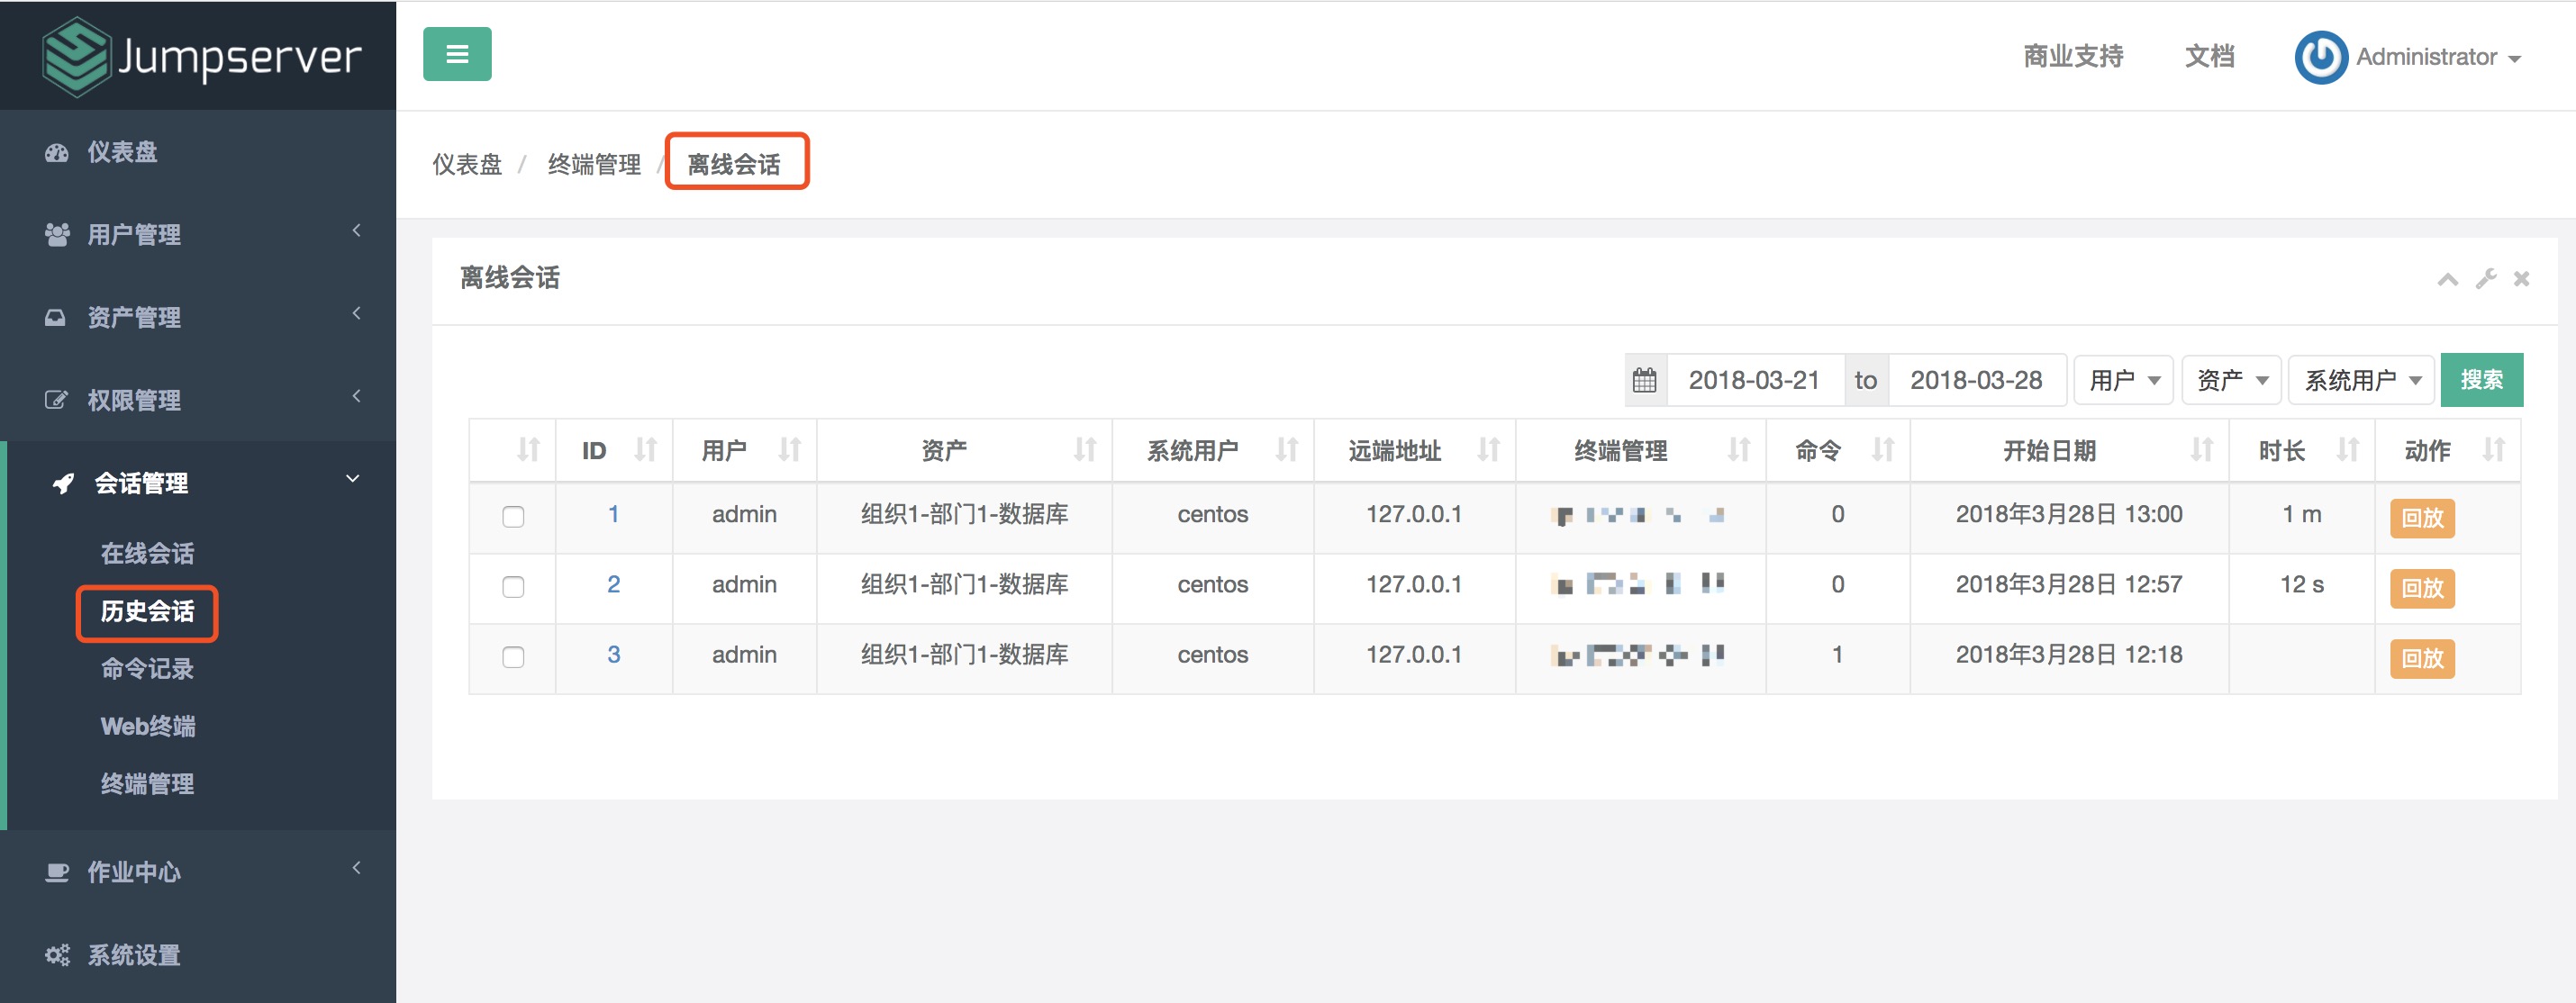 Jumpserver
商业支持 文档 Administrator
仪表盘
用户管理
资产管理
权限管理
会话管理
在线会话
历史会话
命令记录
Web终端
终端管理
作业中心
系统设置
仪表盘 / 终端管理 / 离线会话
离线会话
2018-03-21 to 2018-03-28 用户 资产 系统用户 搜索
ID 用户 资产 系统用户 远端地址 终端管理 命令 开始日期 时长 动作
1 admin 组织1-部门1-数据库 centos 127.0.0.1 0 2018年3月28日 13:00 1 m 回放
2 admin 组织1-部门1-数据库 centos 127.0.0.1 0 2018年3月28日 12:57 12 s 回放
3 admin 组织1-部门1-数据库 centos 127.0.0.1 1 2018年3月28日 12:18 回放